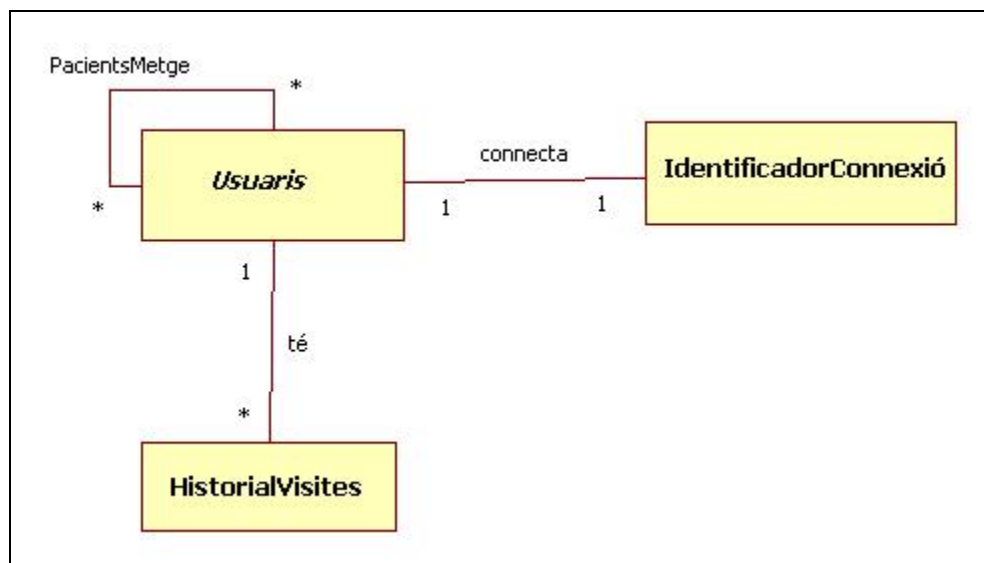 PacientsMetge
*
Usuaris
*
connecta
1
1
IdentificadorConnexió
1
té
*
HistorialVisites